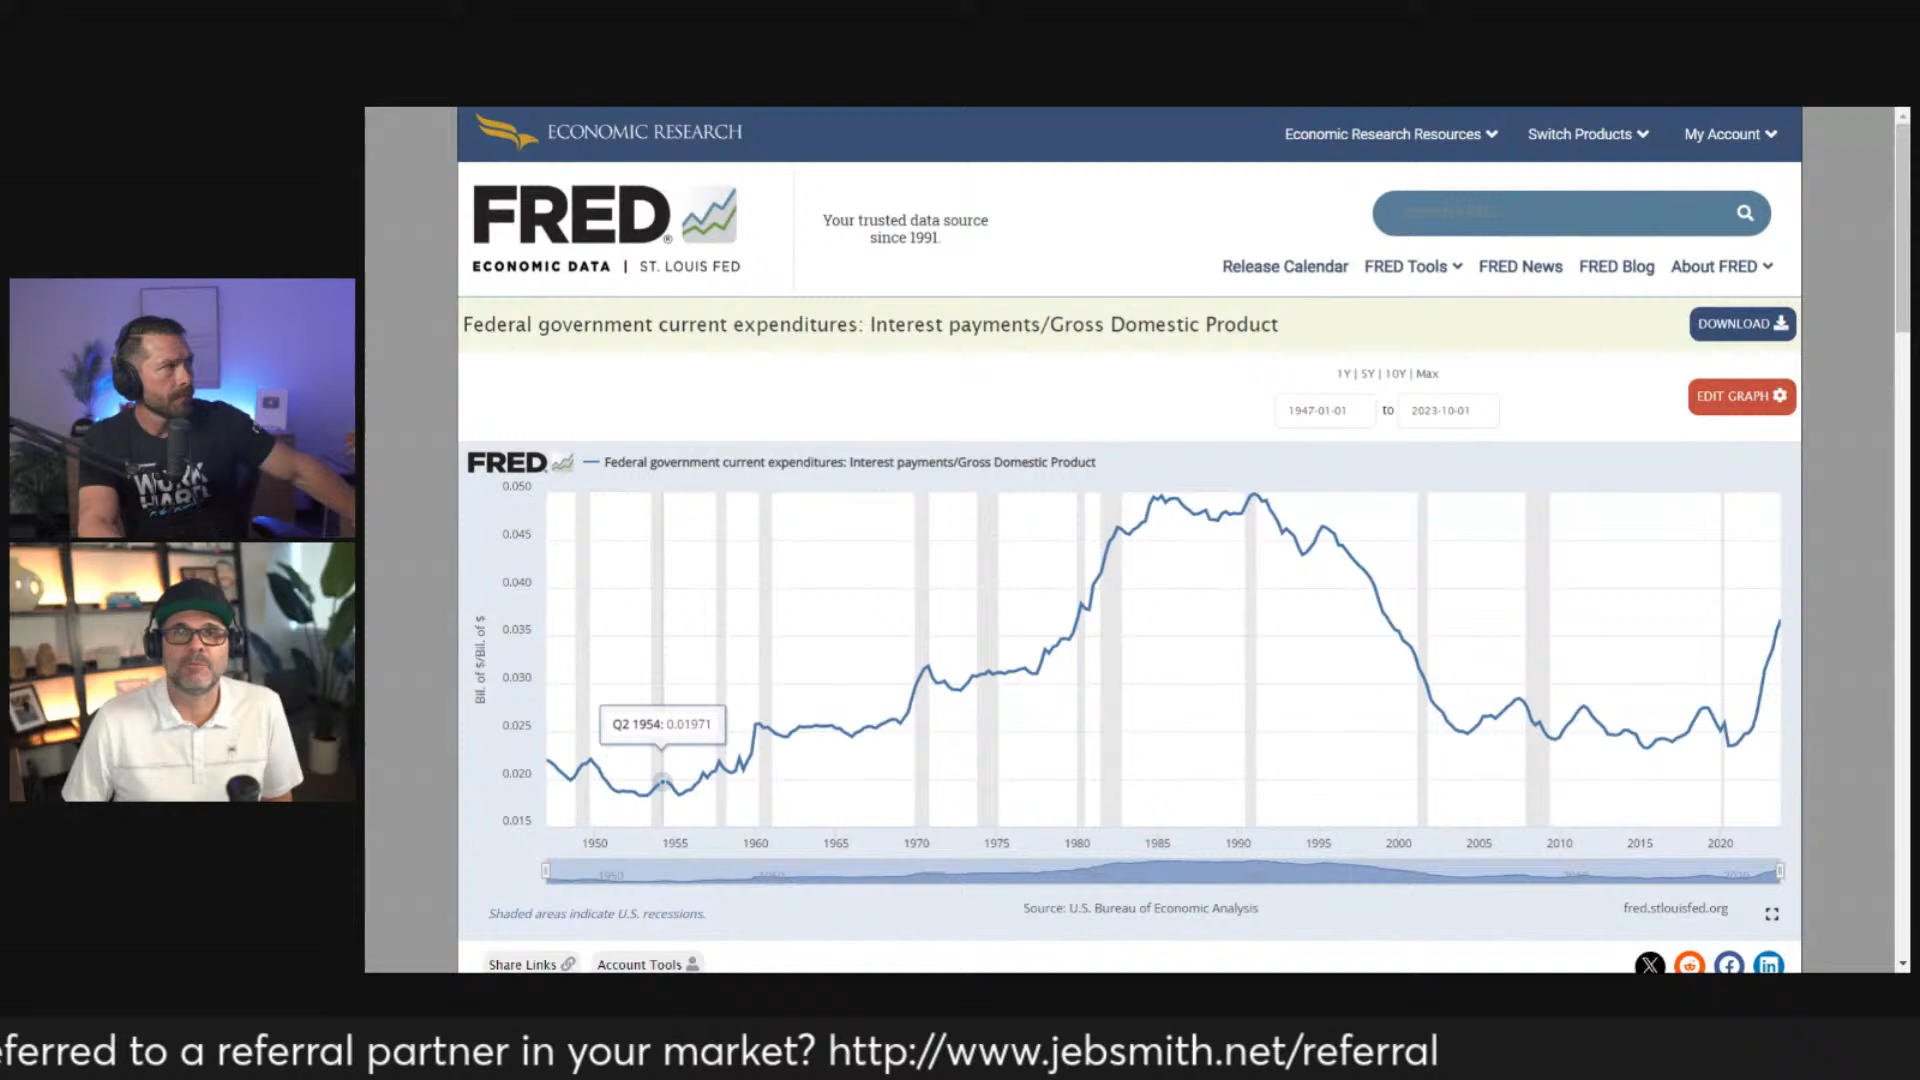 ECONOMIC RESEARCH
Economic Research Resources
Switch Products
My Account
FRED®
ECONOMIC DATA | ST. LOUIS FED
Your trusted data source
since 1991.
Release Calendar
FRED Tools
FRED News
FRED Blog
About FRED
Federal government current expenditures: Interest payments/Gross Domestic Product
DOWNLOAD
1Y | 5Y | 10Y | Max
1947-01-01 to 2023-10-01
EDIT GRAPH
FRED
Federal government current expenditures: Interest payments/Gross Domestic Product
0.050
0.045
0.040
0.035
0.030
0.025
0.020
0.015
Bil. of $/Bil. of $
Q2 1954: 0.01971
1950 1955 1960 1965 1970 1975 1980 1985 1990 1995 2000 2005 2010 2015 2020
1950
Shaded areas indicate U.S. recessions.
Source: U.S. Bureau of Economic Analysis
fred.stlouisfed.org
Share Links
Account Tools
WORK
HARD
eferred to a referral partner in your market? http://www.jebsmith.net/referral